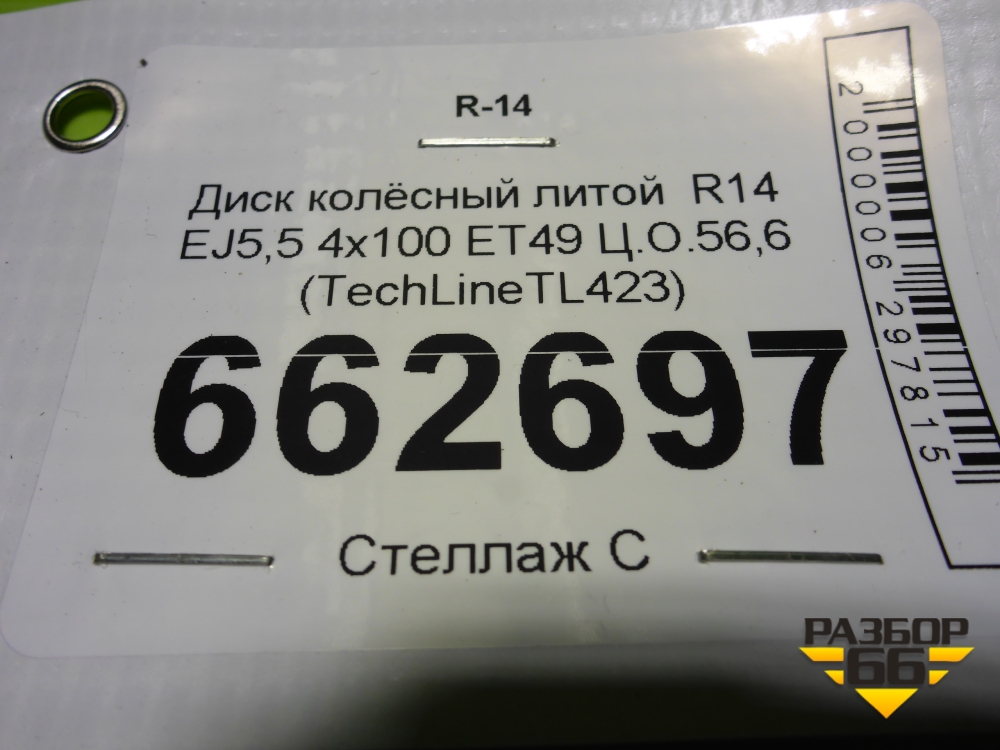 R-14
Диск колёсный литой R14
EJ5,5 4x100 ET49 Ц.О.56,6
(TechLineTL423)
662697
Стеллаж С
2000006297815
РАЗБОР
66